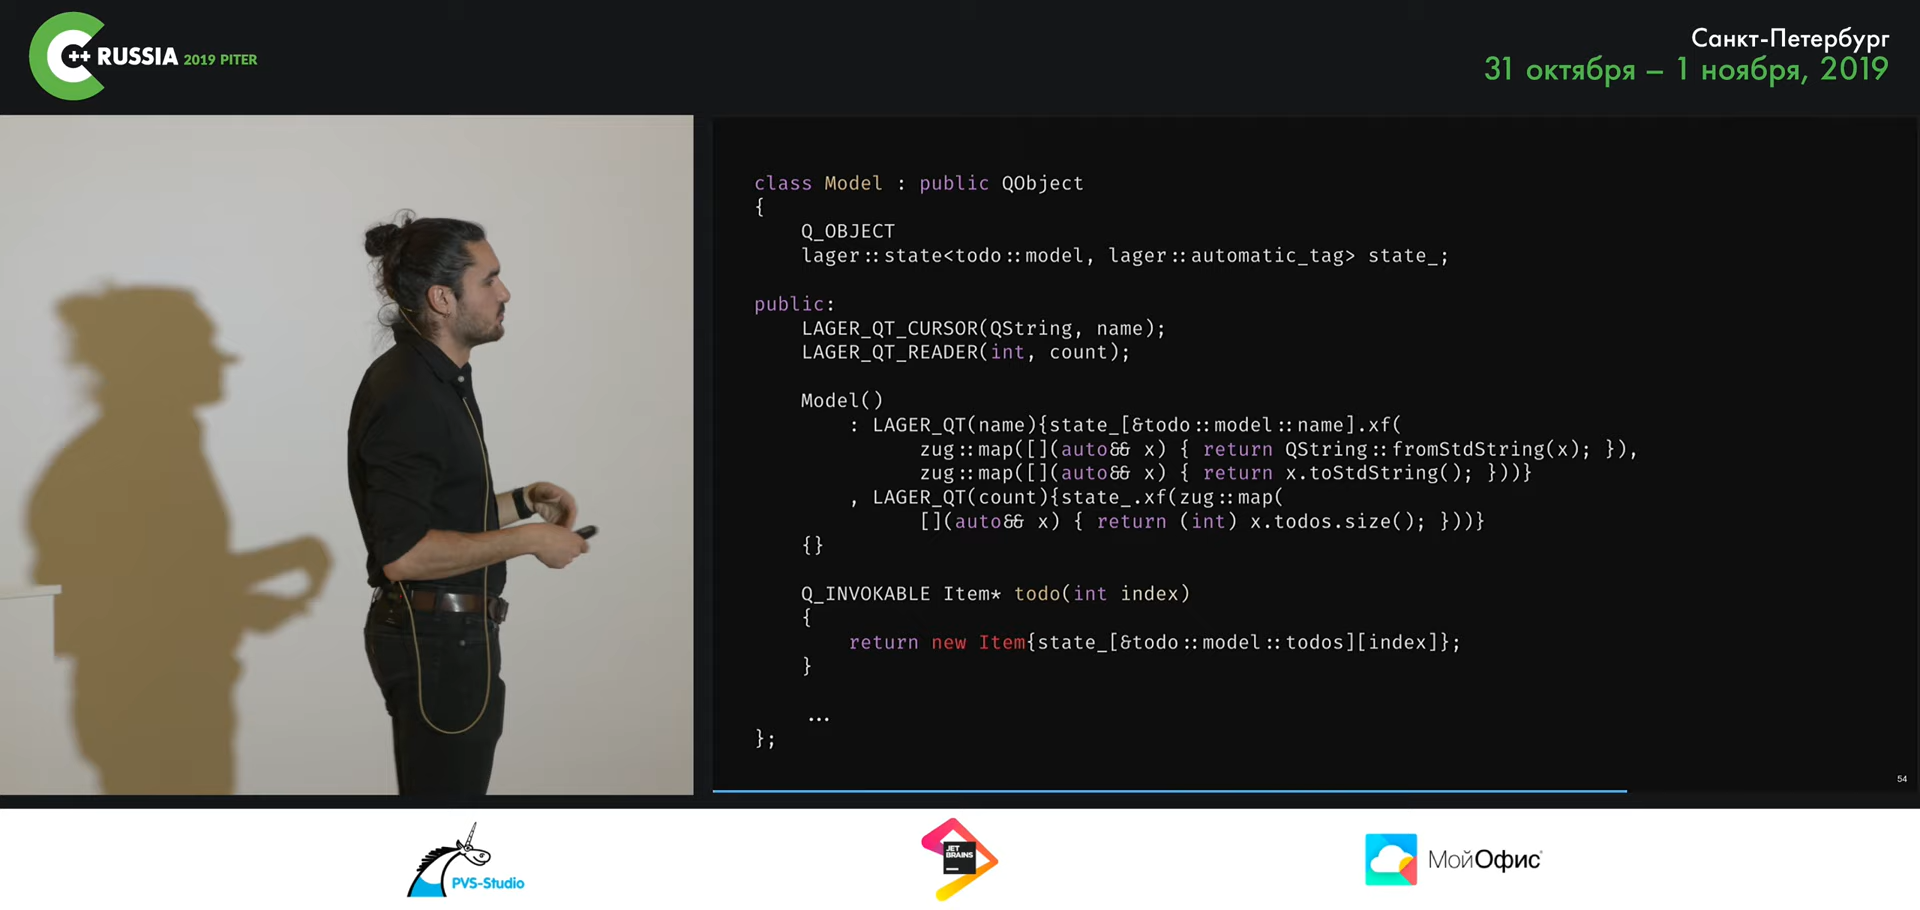 C++ RUSSIA 2019 PITER
Санкт-Петербург
31 октября – 1 ноября, 2019
class Model : public QObject
{
    Q_OBJECT
    lager::state<todo::model, lager::automatic_tag> state_;
public:
    LAGER_QT_CURSOR(QString, name);
    LAGER_QT_READER(int, count);
    Model()
        : LAGER_QT(name){state_[&todo::model::name].xf(
              zug::map([](auto&& x) { return QString::fromStdString(x); }),
              zug::map([](auto&& x) { return x.toStdString(); }))}
        , LAGER_QT(count){state_.xf(zug::map(
              [](auto&& x) { return (int) x.todos.size(); }))}
    {}
    Q_INVOKABLE Item* todo(int index)
    {
        return new Item{state_[&todo::model::todos][index]};
    }
    ...
};
54
PVS-Studio
JET
BRAINS
МойОфис